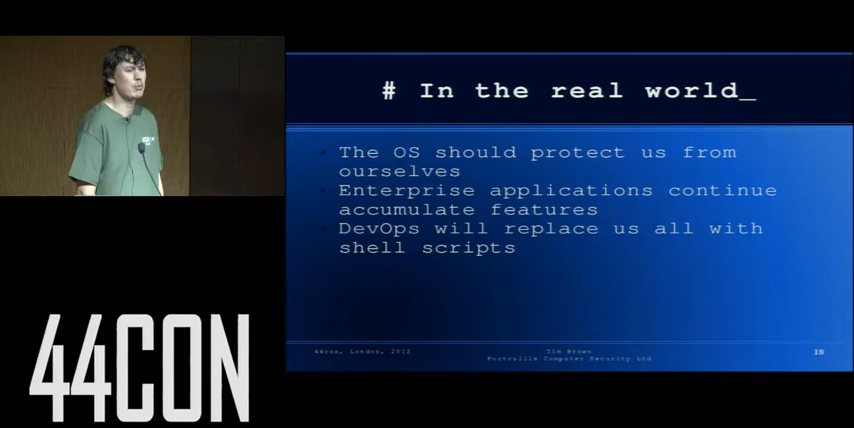 # In the real world_
• The OS should protect us from
ourselves
• Enterprise applications continue
accumulate features
• DevOps will replace us all with
shell scripts
44CON
44con, London, 2012
Tim Brown
Portcullis Computer Security Ltd
18